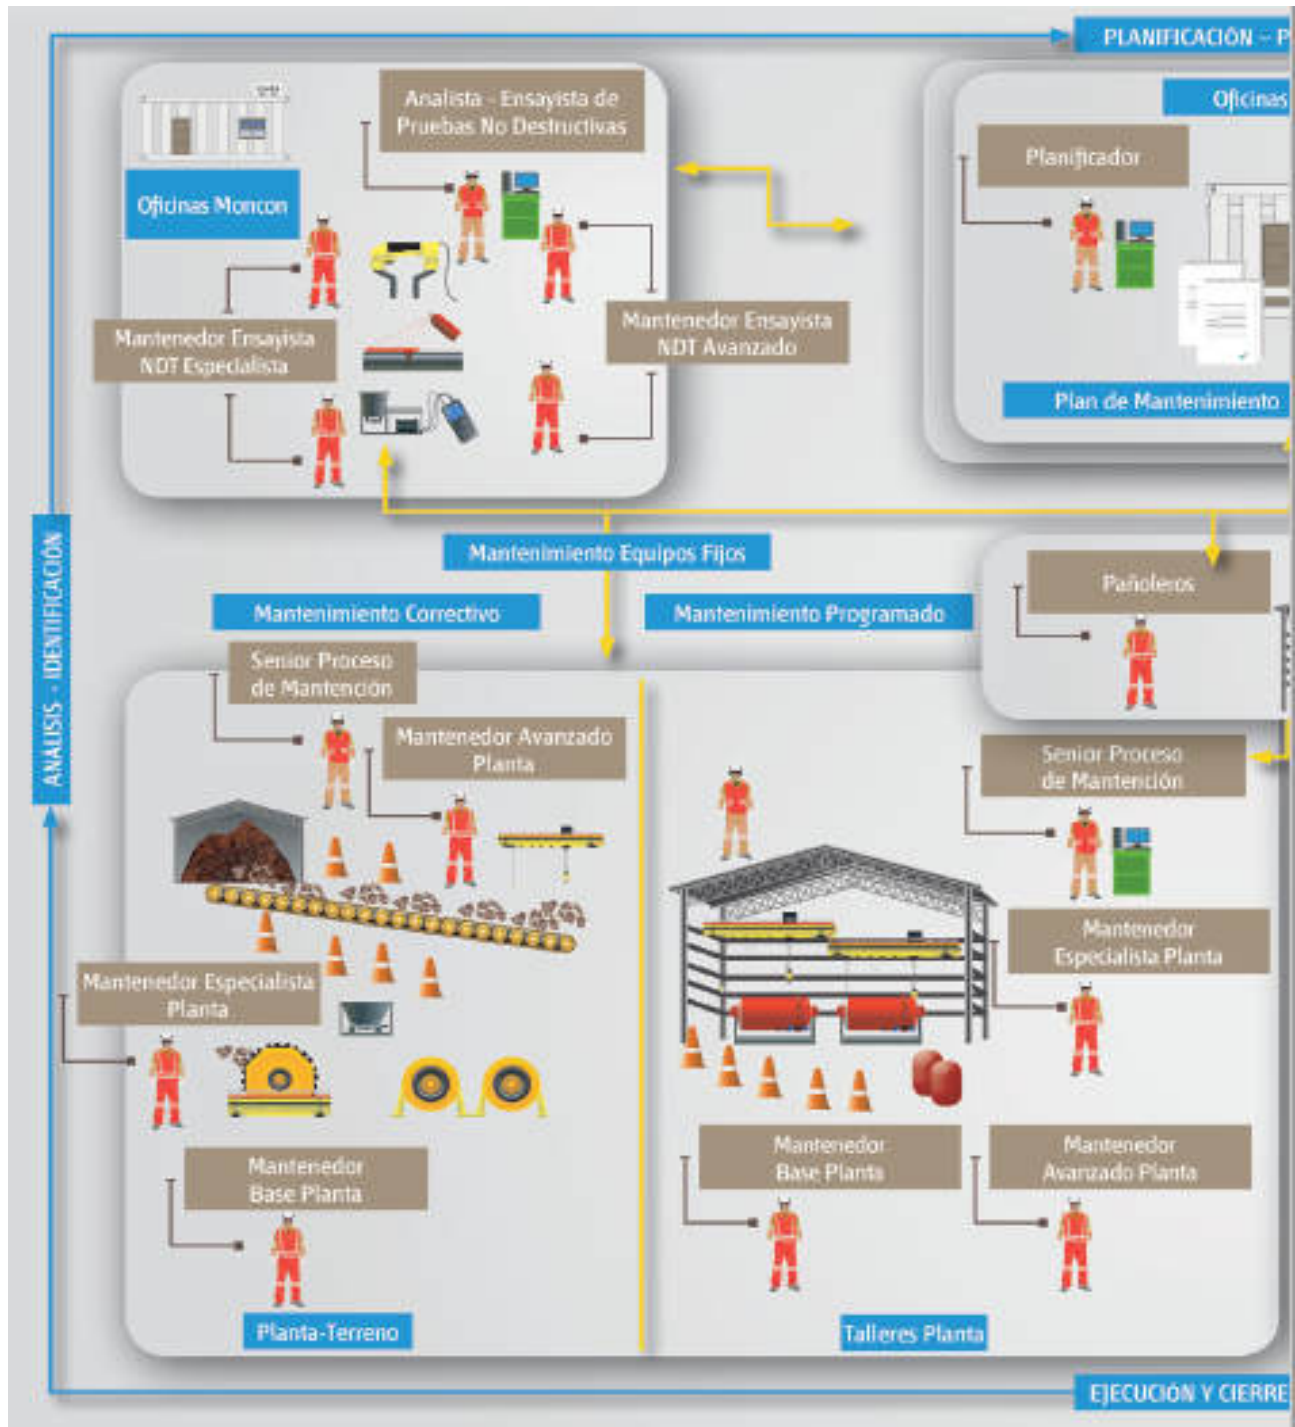 PLANIFICACIÓN – P
Analista - Ensayista de
Pruebas No Destructivas
Oficinas Moncon
Mantenedor Ensayista
NDT Especialista
Mantenedor Ensayista
NDT Avanzado
Oficinas
Planificador
Plan de Mantenimiento
ANÁLISIS - IDENTIFICACIÓN
Mantenimiento Equipos Fijos
Mantenimiento Correctivo
Mantenimiento Programado
Pañoleros
Senior Proceso
de Mantención
Mantenedor Avanzado
Planta
Senior Proceso
de Mantención
Mantenedor
Especialista Planta
Mantenedor Especialista
Planta
Mantenedor
Base Planta
Mantenedor
Base Planta
Mantenedor
Avanzado Planta
Planta-Terreno
Talleres Planta
EJECUCIÓN Y CIERRE